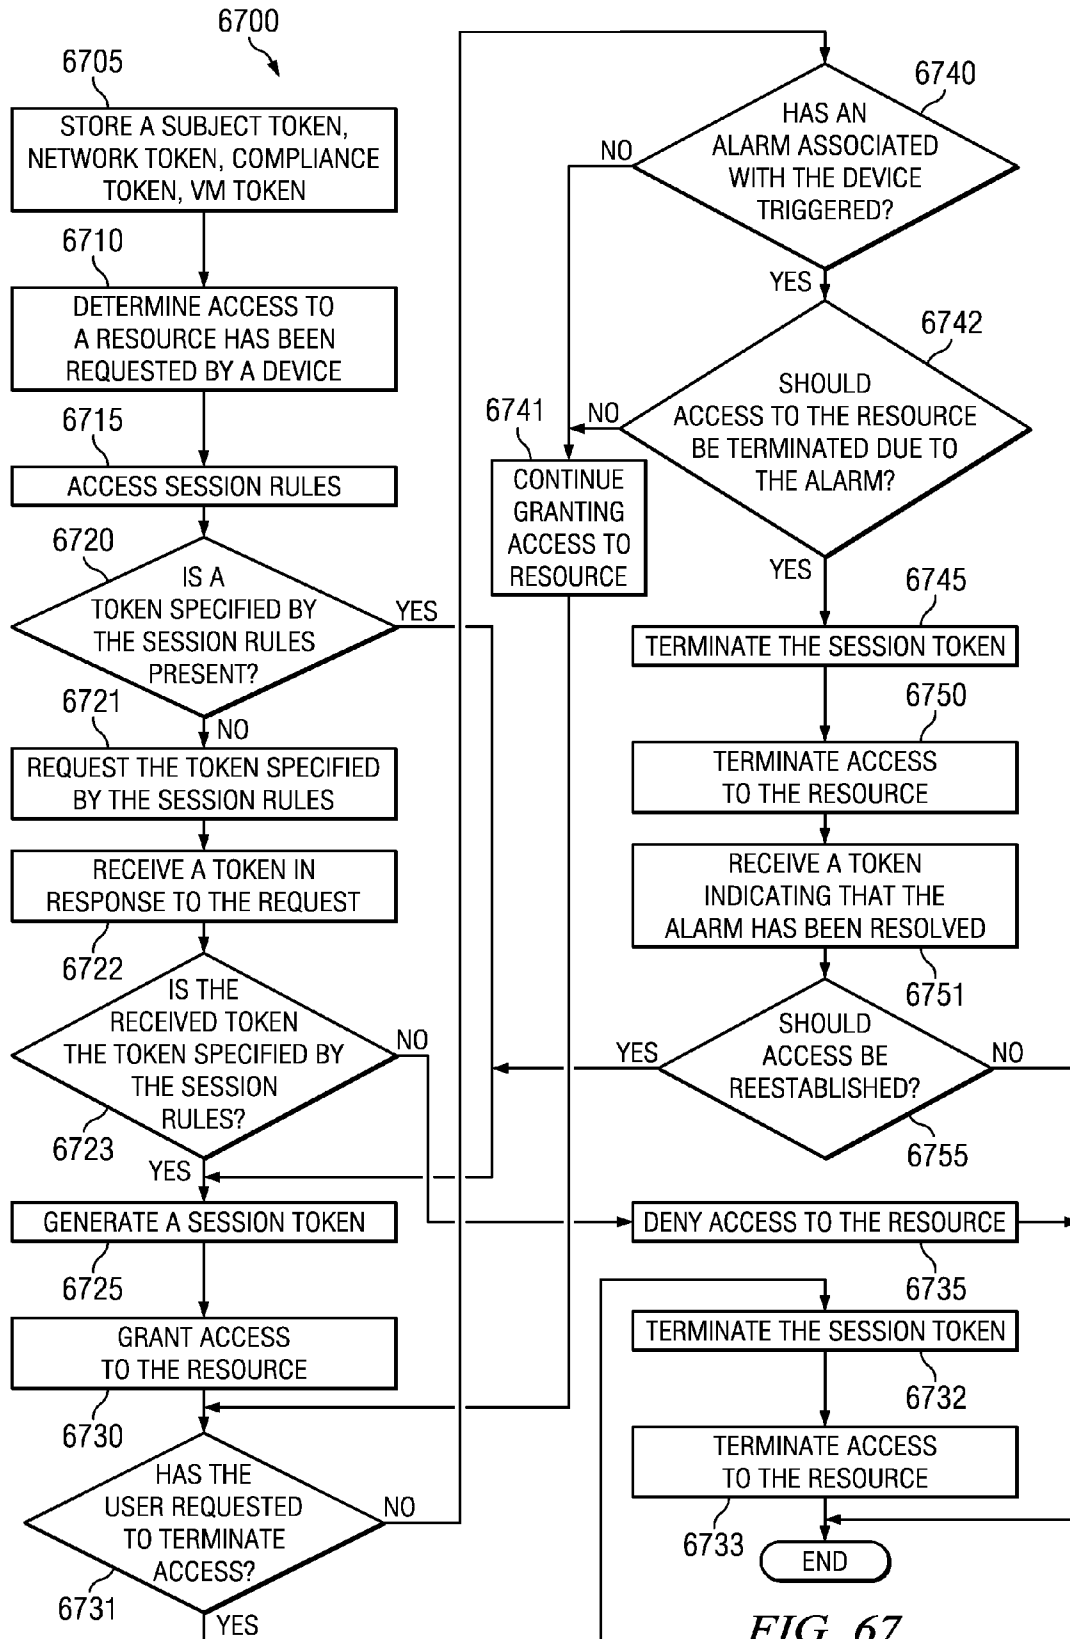 6700
6705
STORE A SUBJECT TOKEN,
NETWORK TOKEN, COMPLIANCE
TOKEN, VM TOKEN
6710
DETERMINE ACCESS TO
A RESOURCE HAS BEEN
REQUESTED BY A DEVICE
6715
ACCESS SESSION RULES
6720
IS A
TOKEN SPECIFIED BY
THE SESSION RULES
PRESENT?
YES
NO
6721
REQUEST THE TOKEN SPECIFIED
BY THE SESSION RULES
RECEIVE A TOKEN IN
RESPONSE TO THE REQUEST
6722
IS THE
RECEIVED TOKEN
THE TOKEN SPECIFIED BY
THE SESSION
RULES?
NO
6723
YES
GENERATE A SESSION TOKEN
6725
GRANT ACCESS
TO THE RESOURCE
6730
HAS THE
USER REQUESTED
TO TERMINATE
ACCESS?
NO
6731
YES
6740
HAS AN
ALARM ASSOCIATED
WITH THE DEVICE
TRIGGERED?
NO
YES
6742
SHOULD
ACCESS TO THE RESOURCE
BE TERMINATED DUE TO
THE ALARM?
NO
6741
CONTINUE
GRANTING
ACCESS TO
RESOURCE
YES
6745
TERMINATE THE SESSION TOKEN
6750
TERMINATE ACCESS
TO THE RESOURCE
RECEIVE A TOKEN
INDICATING THAT THE
ALARM HAS BEEN RESOLVED
6751
SHOULD
ACCESS BE
REESTABLISHED?
YES
NO
6755
DENY ACCESS TO THE RESOURCE
6735
TERMINATE THE SESSION TOKEN
6732
TERMINATE ACCESS
TO THE RESOURCE
6733
END
FIG. 67